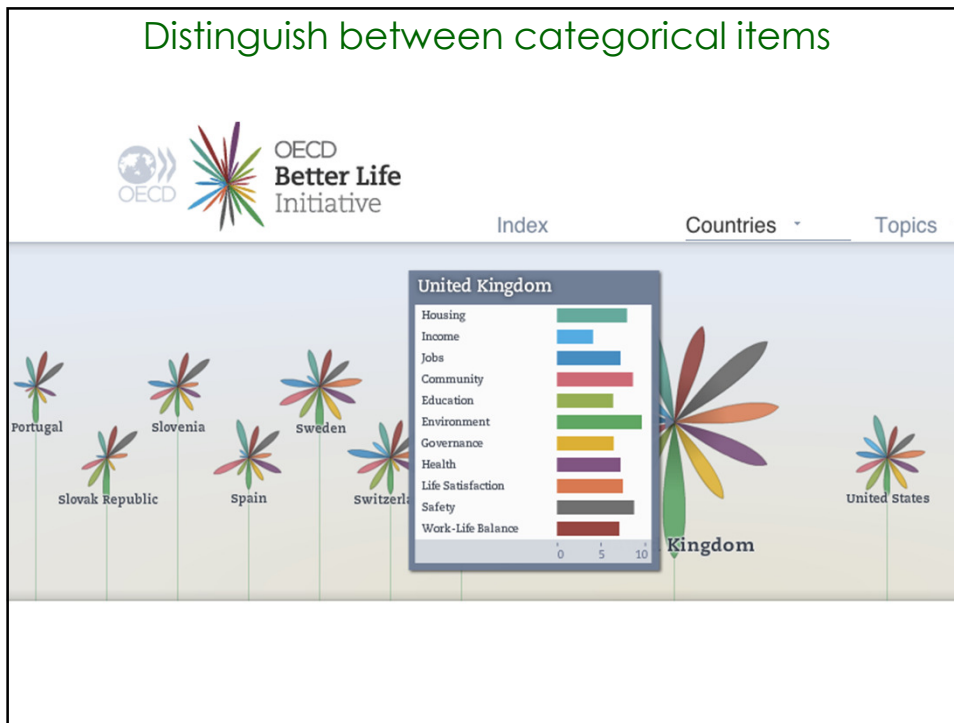 Distinguish between categorical items
OECD
OECD
Better Life
Initiative
Index
Countries
Topics
United Kingdom
Housing
Income
Jobs
Community
Education
Environment
Governance
Health
Life Satisfaction
Safety
Work-Life Balance
0 5 10
Portugal
Slovak Republic
Slovenia
Spain
Sweden
Switzerl
Kingdom
United States